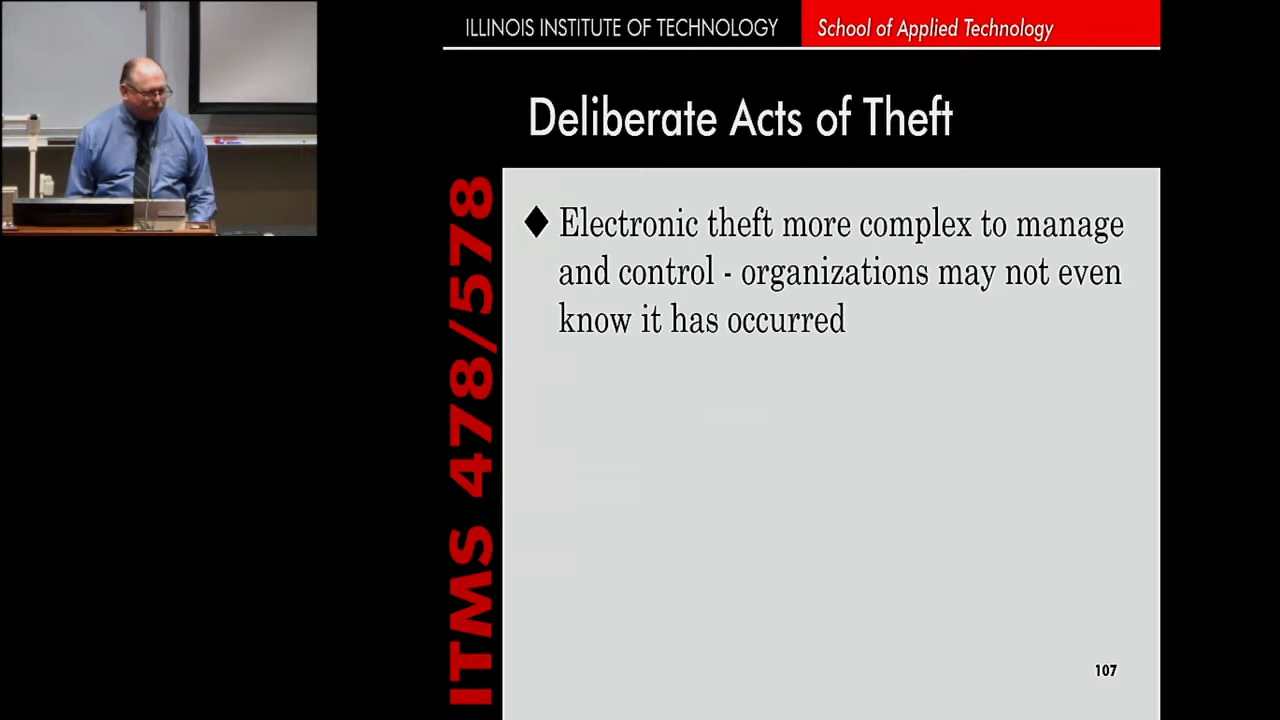 ILLINOIS INSTITUTE OF TECHNOLOGY School of Applied Technology
Deliberate Acts of Theft
ITMS 478/578
♦ Electronic theft more complex to manage
and control - organizations may not even
know it has occurred
107